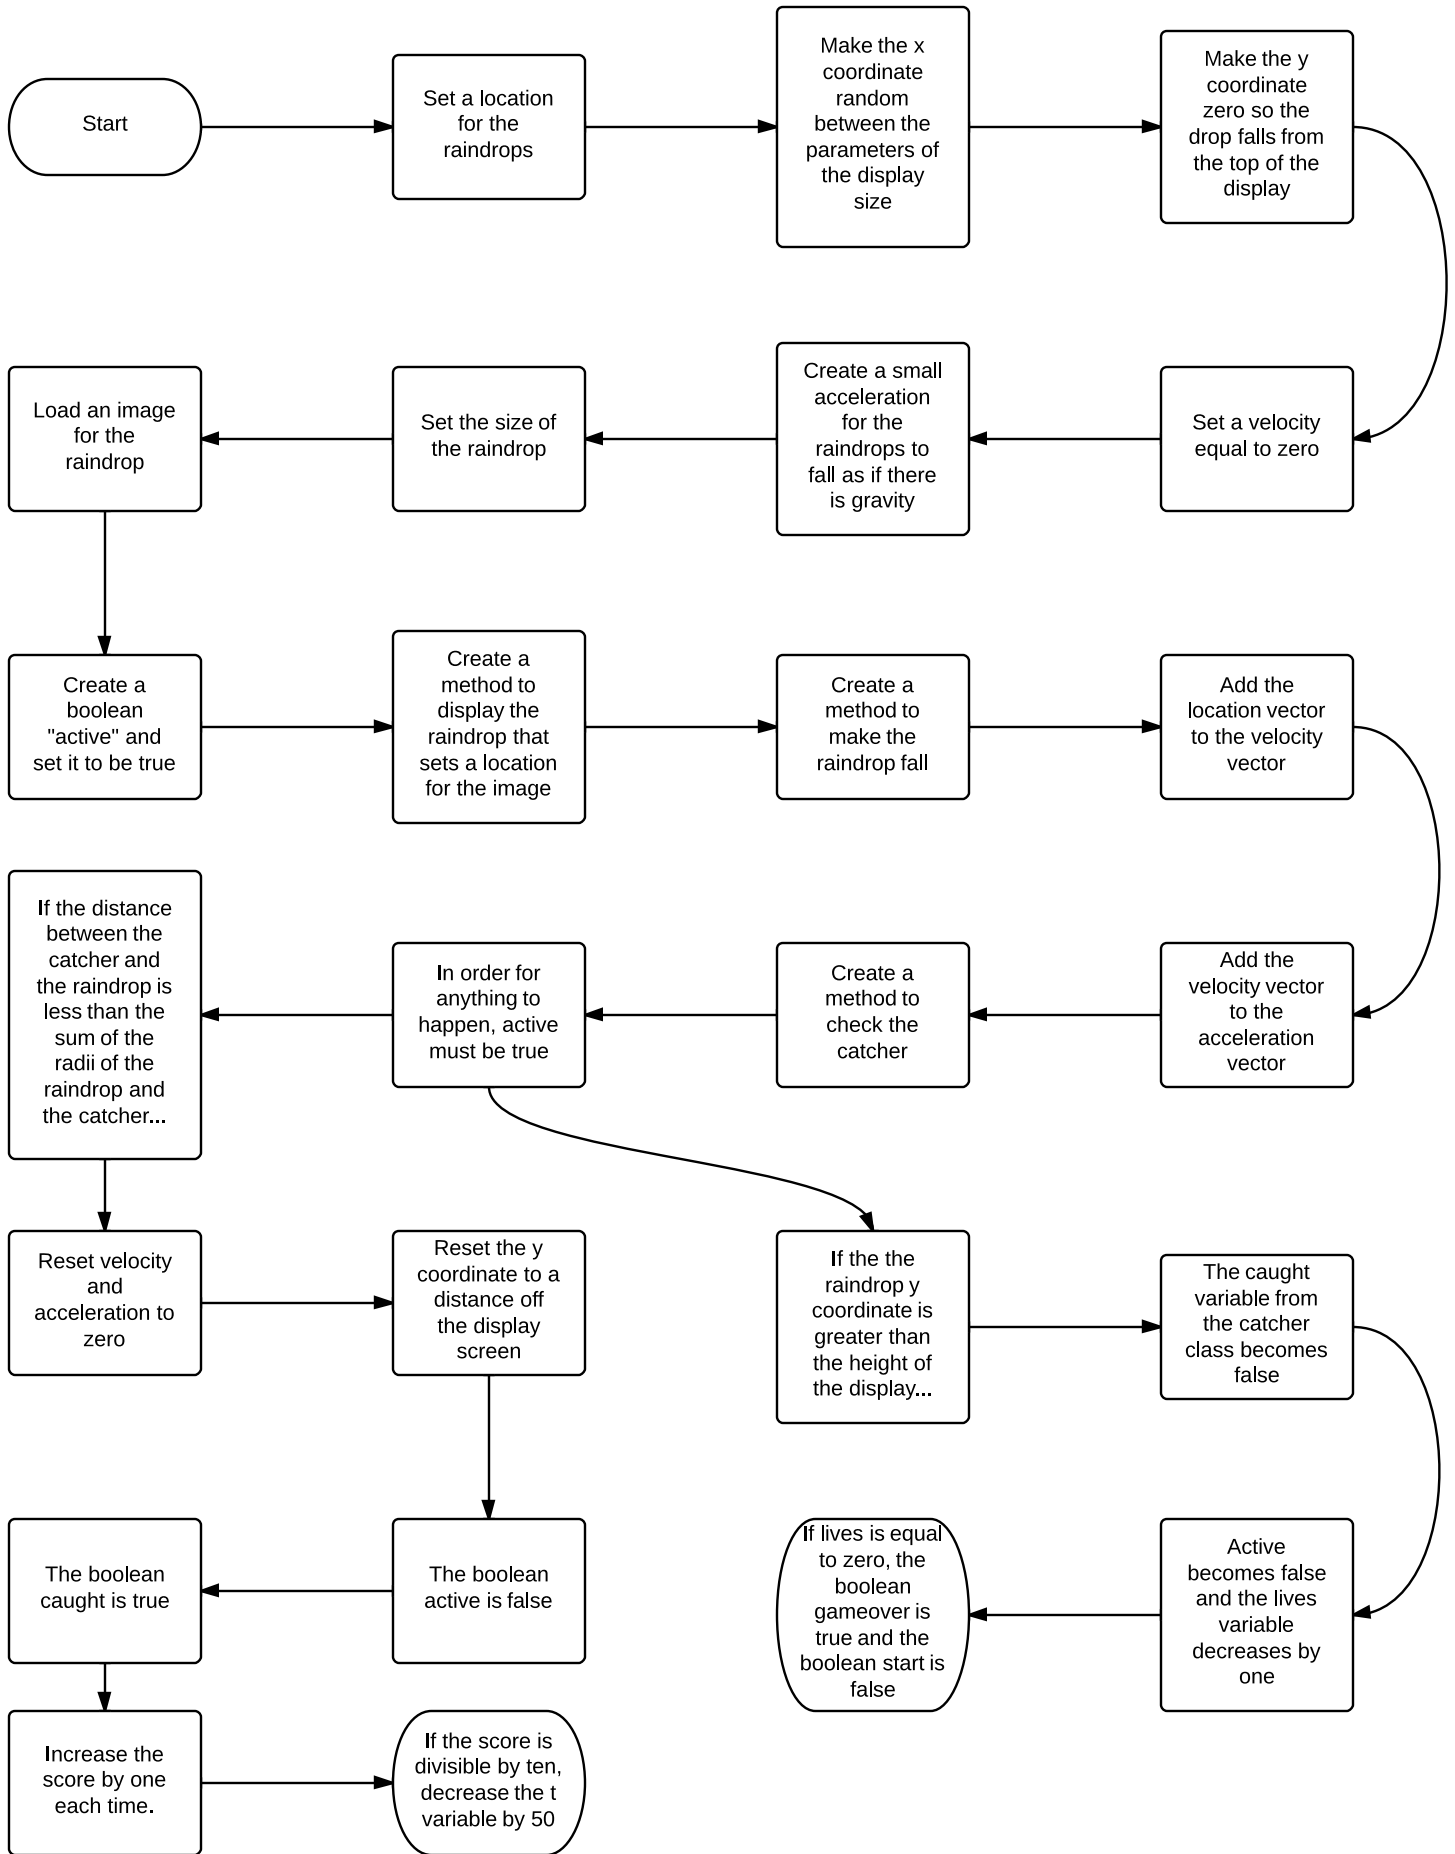 Start
Set a location
for the
raindrops
Make the x
coordinate
random
between the
parameters of
the display
size
Make the y
coordinate
zero so the
drop falls from
the top of the
display
Set a velocity
equal to zero
Create a small
acceleration
for the
raindrops to
fall as if there
is gravity
Set the size of
the raindrop
Load an image
for the
raindrop
Create a
boolean
"active" and
set it to be true
Create a
method to
display the
raindrop that
sets a location
for the image
Create a
method to
make the
raindrop fall
Add the
location vector
to the velocity
vector
Add the
velocity vector
to the
acceleration
vector
Create a
method to
check the
catcher
In order for
anything to
happen, active
must be true
If the distance
between the
catcher and
the raindrop is
less than the
sum of the
radii of the
raindrop and
the catcher...
Reset velocity
and
acceleration to
zero
Reset the y
coordinate to a
distance off
the display
screen
The boolean
active is false
The boolean
caught is true
Increase the
score by one
each time.
If the score is
divisible by ten,
decrease the t
variable by 50
If the the
raindrop y
coordinate is
greater than
the height of
the display...
The caught
variable from
the catcher
class becomes
false
Active
becomes false
and the lives
variable
decreases by
one
If lives is equal
to zero, the
boolean
gameover is
true and the
boolean start is
false